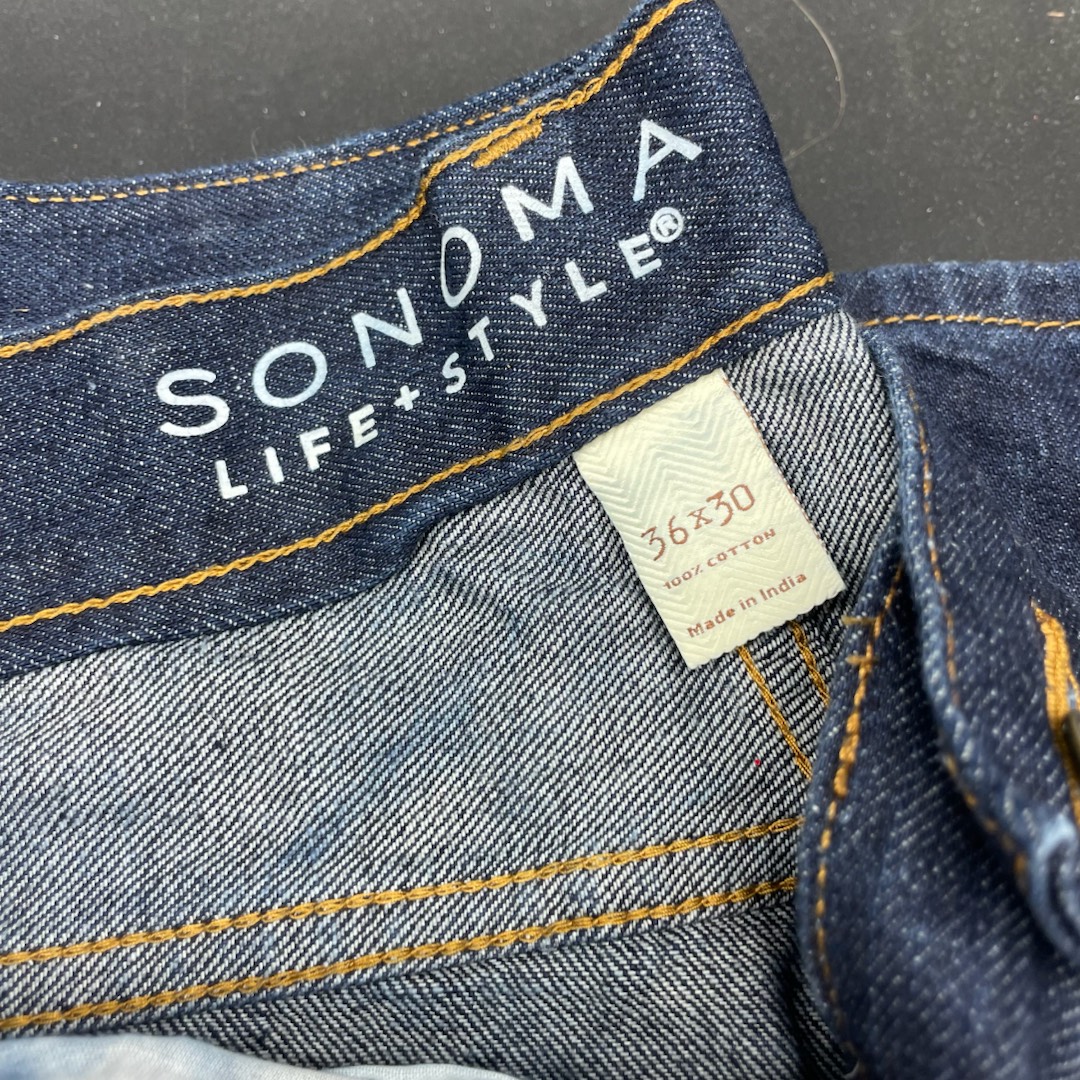 SONOMA
LIFE+STYLE®
36x30
100% COTTON
Made in India